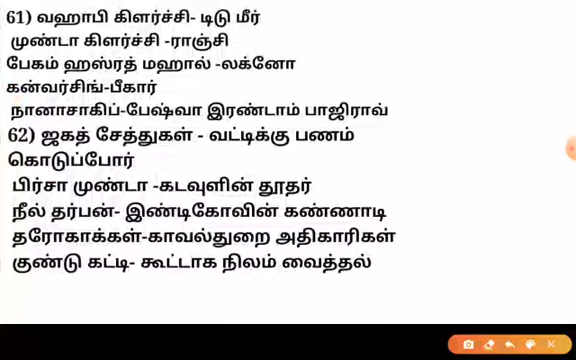 61) வஹாபி கிளர்ச்சி- டிடு மீர்
முண்டா கிளர்ச்சி -ராஞ்சி
பேகம் ஹஸ்ரத் மஹால் -லக்னோ
கன்வர்சிங்-பீகார்
நானாசாகிப்-பேஷ்வா இரண்டாம் பாஜிராவ்
62) ஜகத் சேத்துகள் - வட்டிக்கு பணம்
கொடுப்போர்
பிர்சா முண்டா -கடவுளின் தூதர்
நீல் தர்பன்- இண்டிகோவின் கண்ணாடி
தரோகாக்கள்-காவல்துறை அதிகாரிகள்
குண்டு கட்டி- கூட்டாக நிலம் வைத்தல்